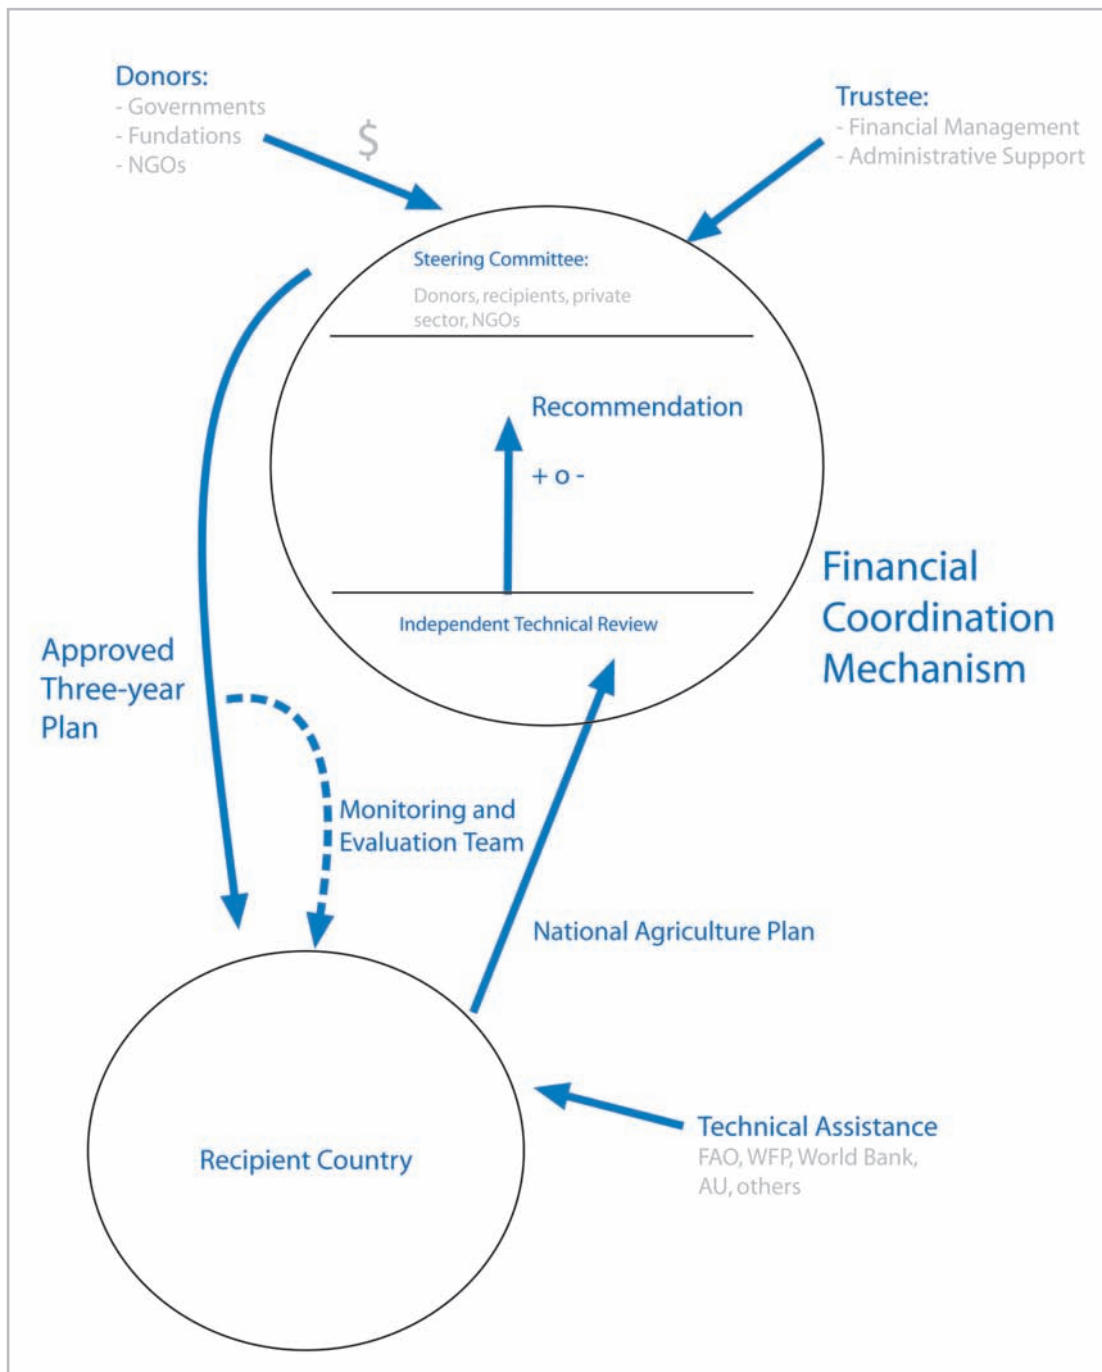 Donors:
- Governments
- Fundations
- NGOs
$
Trustee:
- Financial Management
- Administrative Support
Steering Committee:
Donors, recipients, private
sector, NGOs
Recommendation
+ o -
Independent Technical Review
Financial
Coordination
Mechanism
Approved
Three-year
Plan
Monitoring and
Evaluation Team
National Agriculture Plan
Recipient Country
Technical Assistance
FAO, WFP, World Bank,
AU, others